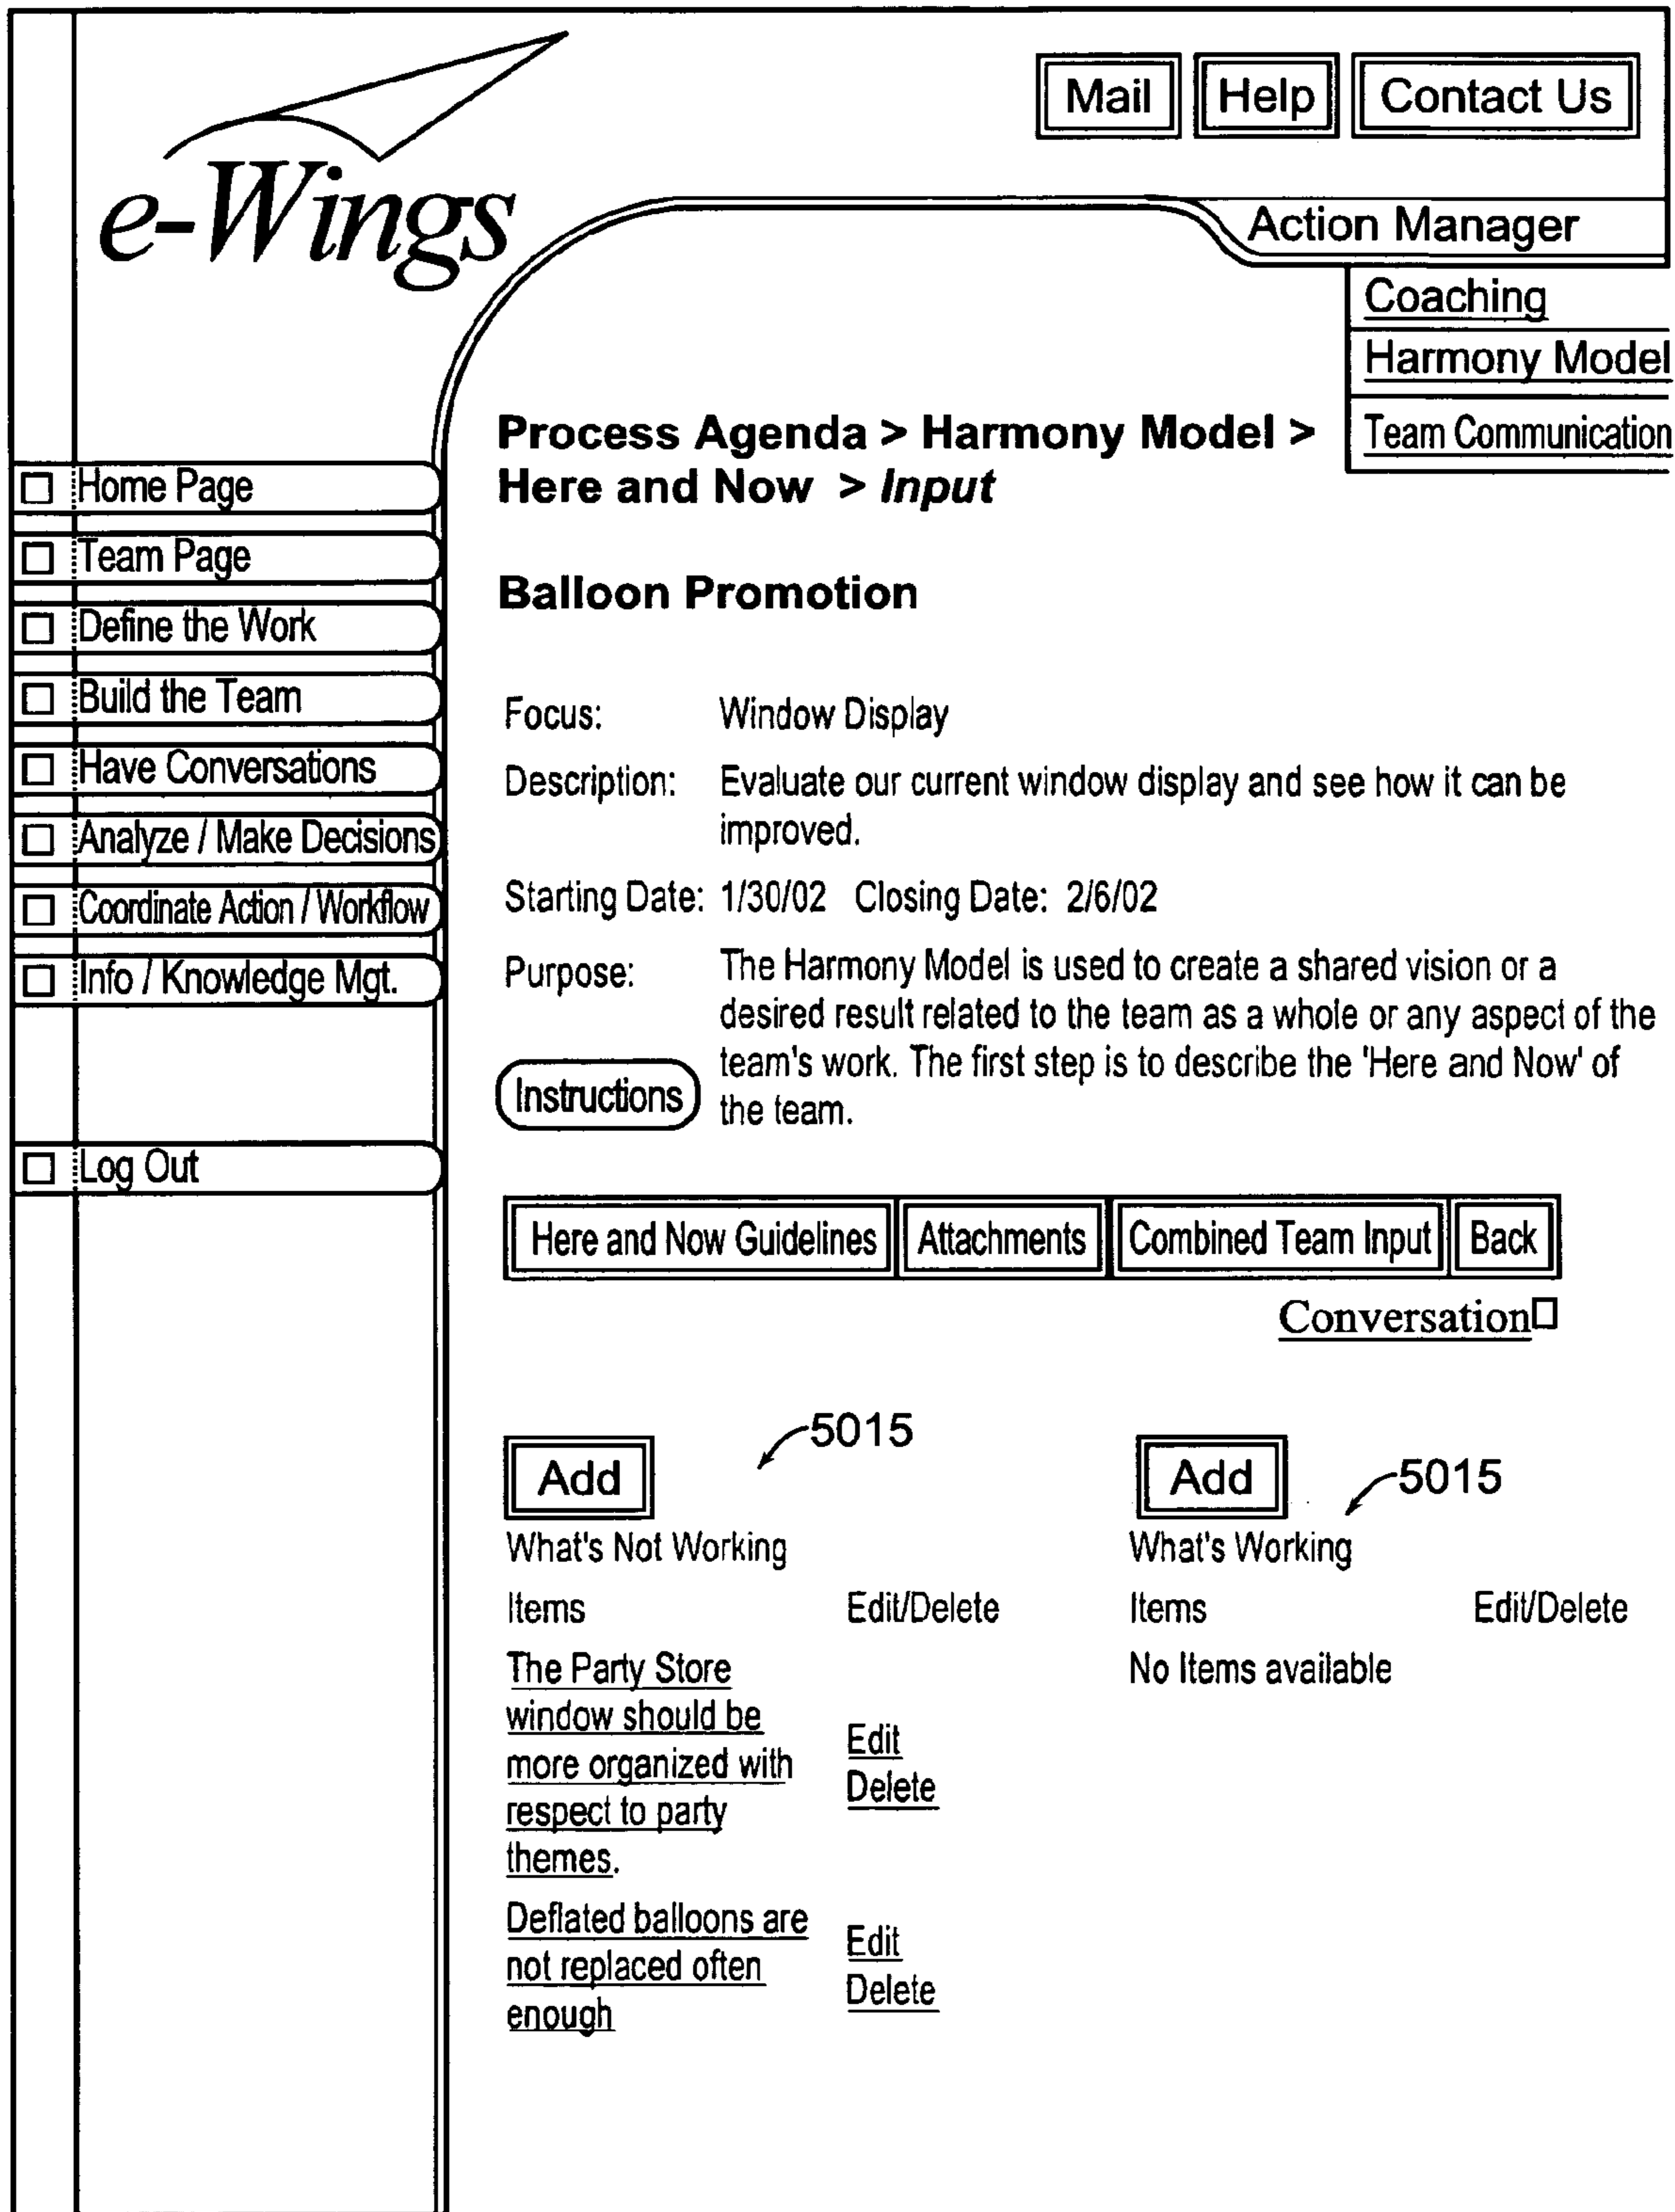 Mail Help Contact Us
e-Wings
Action Manager
Coaching
Harmony Model
Team Communication
Home Page
Team Page
Define the Work
Build the Team
Have Conversations
Analyze / Make Decisions
Coordinate Action / Workflow
Info / Knowledge Mgt.
Log Out
Process Agenda > Harmony Model >
Here and Now > Input
Balloon Promotion
Focus: Window Display
Description: Evaluate our current window display and see how it can be
improved.
Starting Date: 1/30/02 Closing Date: 2/6/02
Purpose: The Harmony Model is used to create a shared vision or a
desired result related to the team as a whole or any aspect of the
team's work. The first step is to describe the 'Here and Now' of
the team.
Instructions
Here and Now Guidelines Attachments Combined Team Input Back
Conversation
5015
Add
What's Not Working
Items Edit/Delete
The Party Store
window should be
more organized with
respect to party
themes.
Edit
Delete
Deflated balloons are
not replaced often
enough
Edit
Delete
Add
5015
What's Working
Items Edit/Delete
No Items available